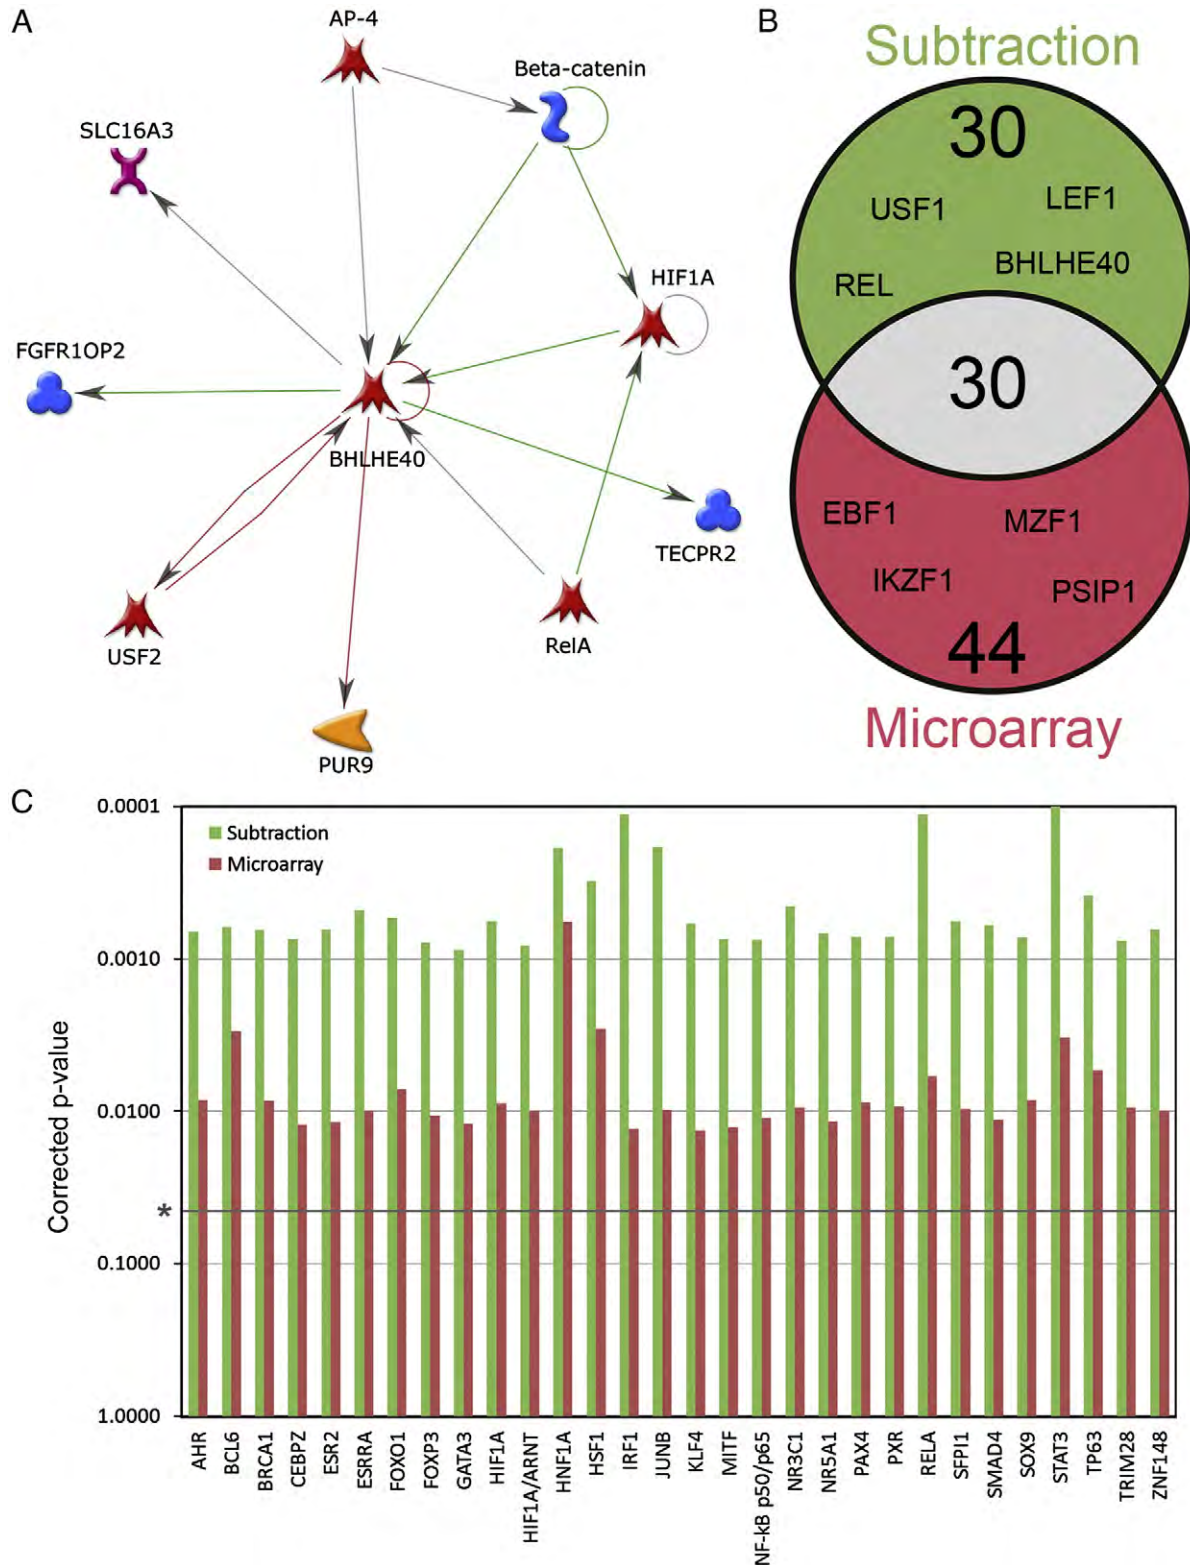 A
AP-4
Beta-catenin
SLC16A3
HIF1A
FGFR1OP2
BHLHE40
TECPR2
USF2
RelA
PUR9
B
Subtraction
30
USF1
LEF1
REL
BHLHE40
30
EBF1
MZF1
IKZF1
PSIP1
44
Microarray
C
Corrected p-value
0.0001
0.0010
0.0100
*
0.1000
1.0000
Subtraction
Microarray
AHR
BCL6
BRCA1
CEBPZ
ESR2
ESRRA
FOXO1
FOXP3
GATA3
HIF1A
HIF1A/ARNT
HNF1A
HSF1
IRF1
JUNB
KLF4
MITF
NF-kB p50/p65
NR3C1
NR5A1
PAX4
PXR
RELA
SFPI1
SMAD4
SOX9
STAT3
TP63
TRIM28
ZNF148